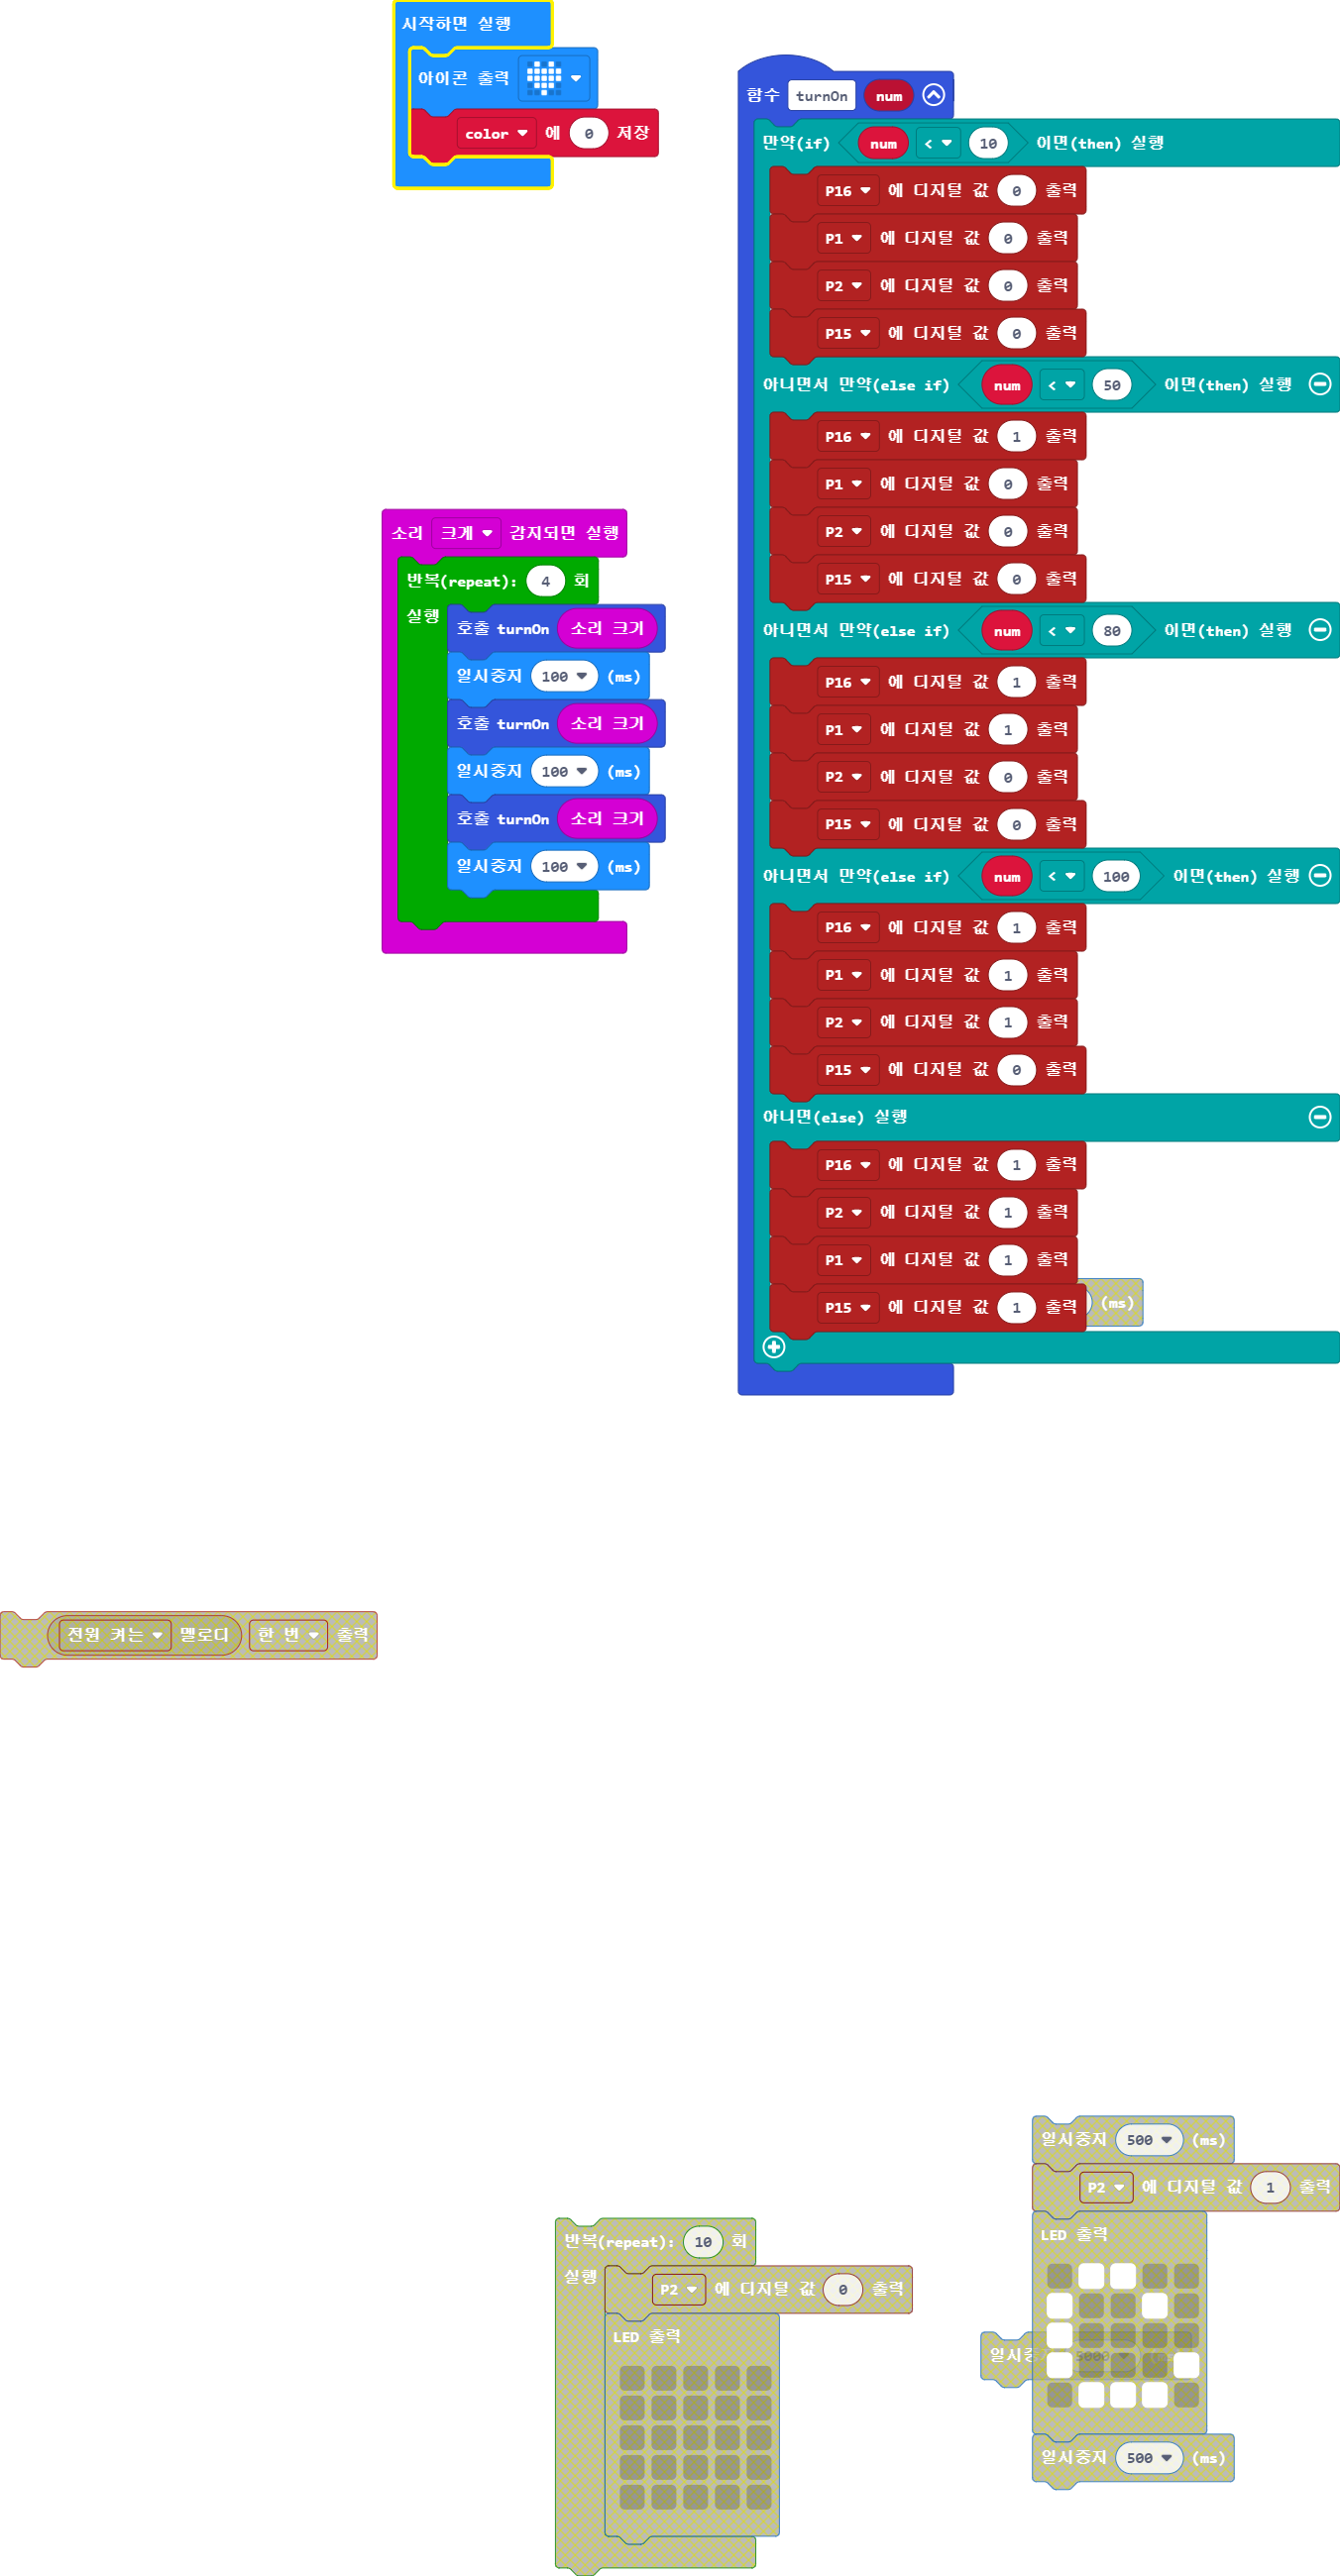 시작하면 실행
아이콘 출력
color 에 0 저장
함수 turnOn num
만약(if) num < 10 이면(then) 실행
P16 에 디지털 값 0 출력
P1 에 디지털 값 0 출력
P2 에 디지털 값 0 출력
P15 에 디지털 값 0 출력
아니면서 만약(else if) num < 50 이면(then) 실행
P16 에 디지털 값 1 출력
P1 에 디지털 값 0 출력
P2 에 디지털 값 0 출력
P15 에 디지털 값 0 출력
아니면서 만약(else if) num < 80 이면(then) 실행
P16 에 디지털 값 1 출력
P1 에 디지털 값 1 출력
P2 에 디지털 값 0 출력
P15 에 디지털 값 0 출력
아니면서 만약(else if) num < 100 이면(then) 실행
P16 에 디지털 값 1 출력
P1 에 디지털 값 1 출력
P2 에 디지털 값 1 출력
P15 에 디지털 값 0 출력
아니면(else) 실행
P16 에 디지털 값 1 출력
P2 에 디지털 값 1 출력
P1 에 디지털 값 1 출력
P15 에 디지털 값 1 출력
(ms)
소리 크게 감지되면 실행
반복(repeat): 4 회
실행
호출 turnOn 소리 크기
일시중지 100 (ms)
호출 turnOn 소리 크기
일시중지 100 (ms)
호출 turnOn 소리 크기
일시중지 100 (ms)
전원 켜는 멜로디 한 번 출력
반복(repeat): 10 회
실행
P2 에 디지털 값 0 출력
LED 출력
일시중지 500 (ms)
P2 에 디지털 값 1 출력
LED 출력
일시중지 500 (ms)